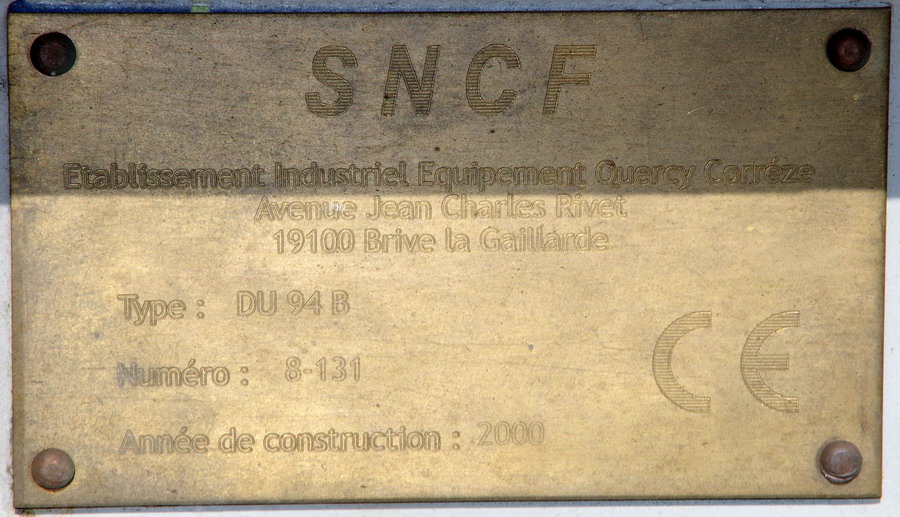 SNCF
Etablissement Industriel Equipement Quercy Corréze
Avenue Jean Charles Rivet
19100 Brive la Gaillarde
Type : DU 94 B
Numéro : 8-131
CE
Année de construction : 2000